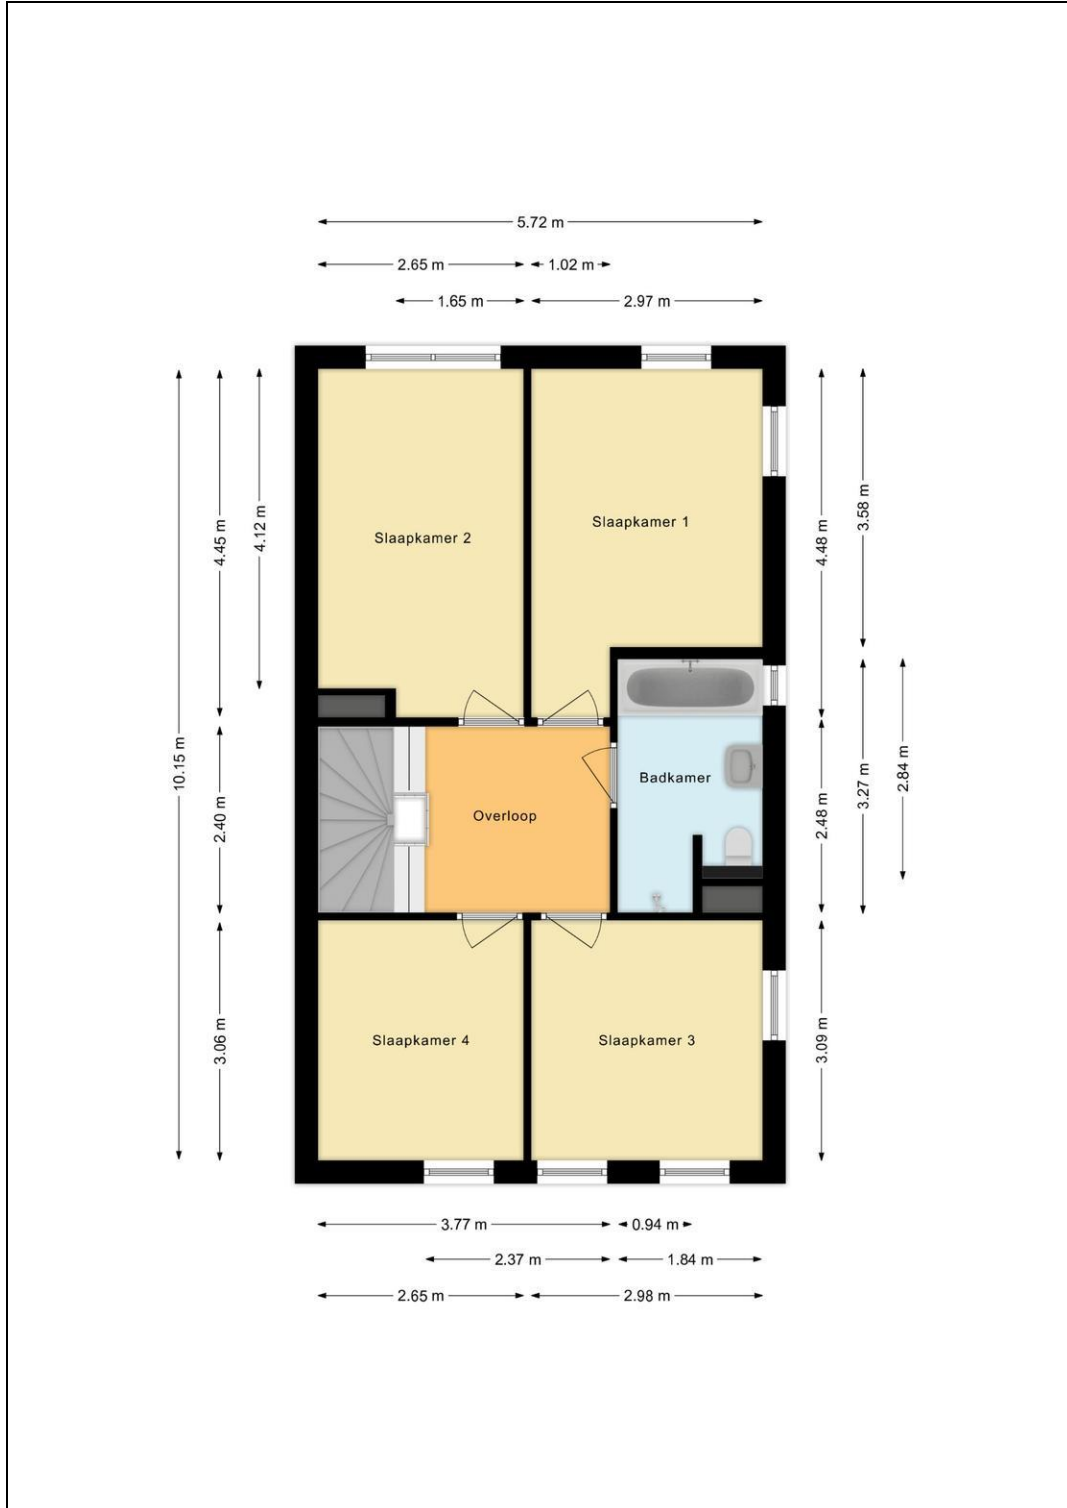 5.72 m
2.65 m
1.02 m
1.65 m
2.97 m
10.15 m
4.45 m
4.12 m
4.48 m
3.58 m
Slaapkamer 2
Slaapkamer 1
2.40 m
2.48 m
3.27 m
2.84 m
Overloop
Badkamer
3.06 m
3.09 m
Slaapkamer 4
Slaapkamer 3
3.77 m
0.94 m
2.37 m
1.84 m
2.65 m
2.98 m